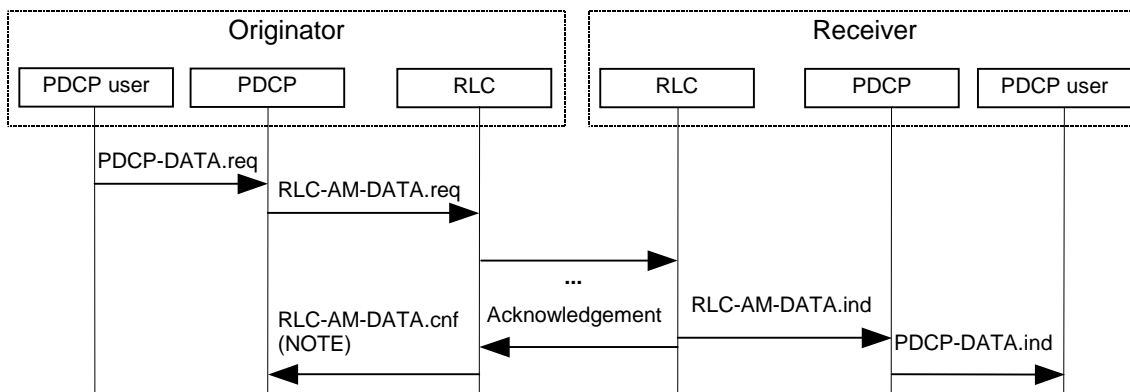 Originator
Receiver
PDCP user
PDCP
RLC
RLC
PDCP
PDCP user
PDCP-DATA.req
RLC-AM-DATA.req
...
RLC-AM-DATA.cnf
(NOTE)
Acknowledgement
RLC-AM-DATA.ind
PDCP-DATA.ind